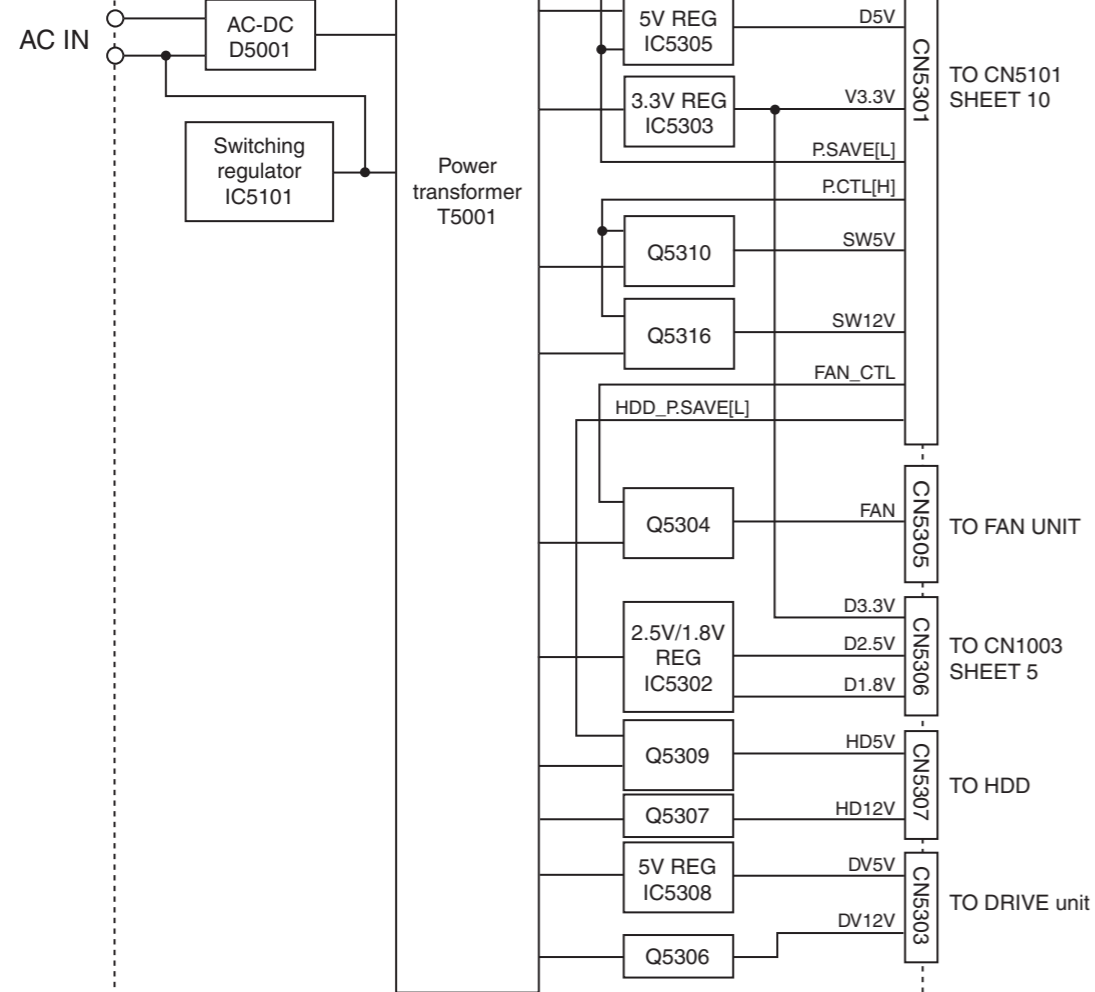 AC IN
AC-DC
D5001
Switching
regulator
IC5101
Power
transformer
T5001
5V REG
IC5305
D5V
3.3V REG
IC5303
V3.3V
P.SAVE[L]
P.CTL[H]
Q5310
SW5V
Q5316
SW12V
FAN_CTL
HDD_P.SAVE[L]
CN5301
TO CN5101
SHEET 10
Q5304
FAN
CN5305
TO FAN UNIT
D3.3V
2.5V/1.8V
REG
IC5302
D2.5V
D1.8V
CN5306
TO CN1003
SHEET 5
Q5309
HD5V
Q5307
HD12V
CN5307
TO HDD
5V REG
IC5308
DV5V
Q5306
DV12V
CN5303
TO DRIVE unit